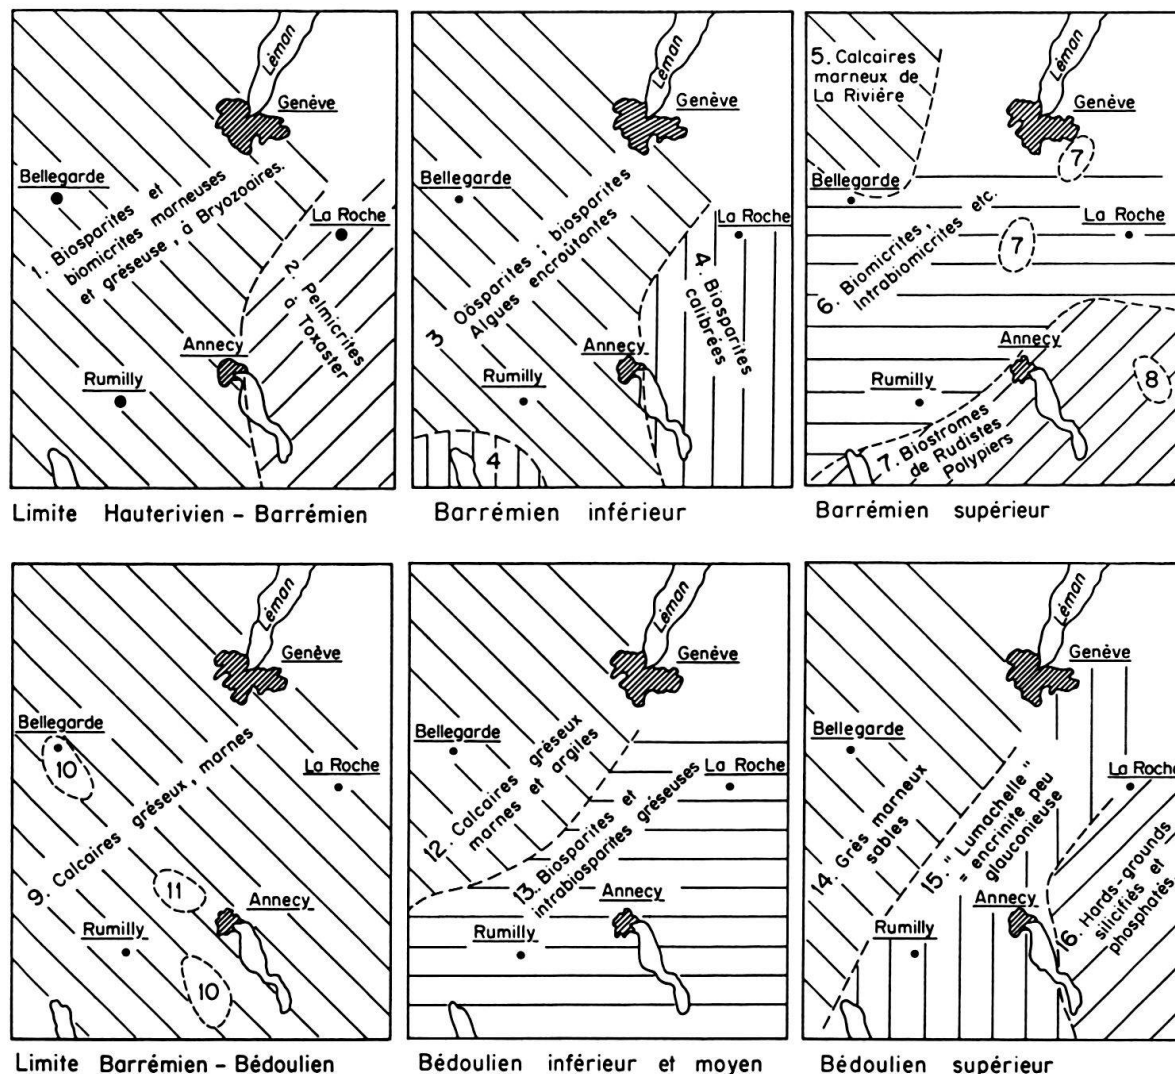 Léman
Genève
Bellegarde
1. Biosparites et
biomicrites marneuses
et gréseuse, à Bryozoaires.
La Roche
2. Pelmicrites
à
Toxaster
Annecy
Rumilly
Limite Hauterivien – Barrémien
Léman
Genève
Bellegarde
La Roche
3. Oösparites ; biosparites
Algues encroûtantes
4. Biosparites
calibrées
Annecy
Rumilly
4
Barrémien inférieur
5. Calcaires
marneux de
La Rivière
Léman
Genève
7
Bellegarde
La Roche
6. Biomicrites,
Intrabiomicrites etc.
7
Annecy
Rumilly
8
7. Biostromes
de Rudistes
Polypiers
Barrémien supérieur
Léman
Genève
Bellegarde
10
La Roche
9. Calcaires gréseux, marnes
11
Annecy
Rumilly
10
Limite Barrémien – Bédoulien
Léman
Genève
Bellegarde
La Roche
12. Calcaires gréseux
marnes et argiles
13. Biosparites et
intrabiosparites gréseuses
Annecy
Rumilly
Bédoulien inférieur et moyen
Léman
Genève
Bellegarde
La Roche
14. Grès marneux
sables
15. "Lumachelle"
= encrinite peu
glauconieuse
Annecy
Rumilly
16. Hards-grounds
silicifiés et
phosphatés
Bédoulien supérieur